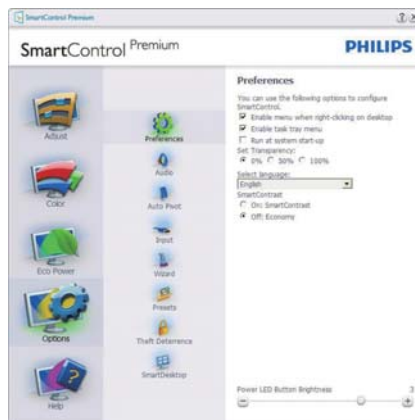 SmartControl Premium
SmartControl Premium
PHILIPS
Adjust
Color
Eco Power
Options
Help
Preferences
Audio
Auto Pivot
Input
Wizard
Presets
Theft Deterrence
SmartDesktop
Preferences
You can use the following options to configure
SmartControl.
Enable menu when right-clicking on desktop
Enable task tray menu
Run at system start-up
Set Transparency:
0% 50% 100%
Select language:
English
SmartContrast
On: SmartContrast
Off: Economy
Power LED Button Brightness 3